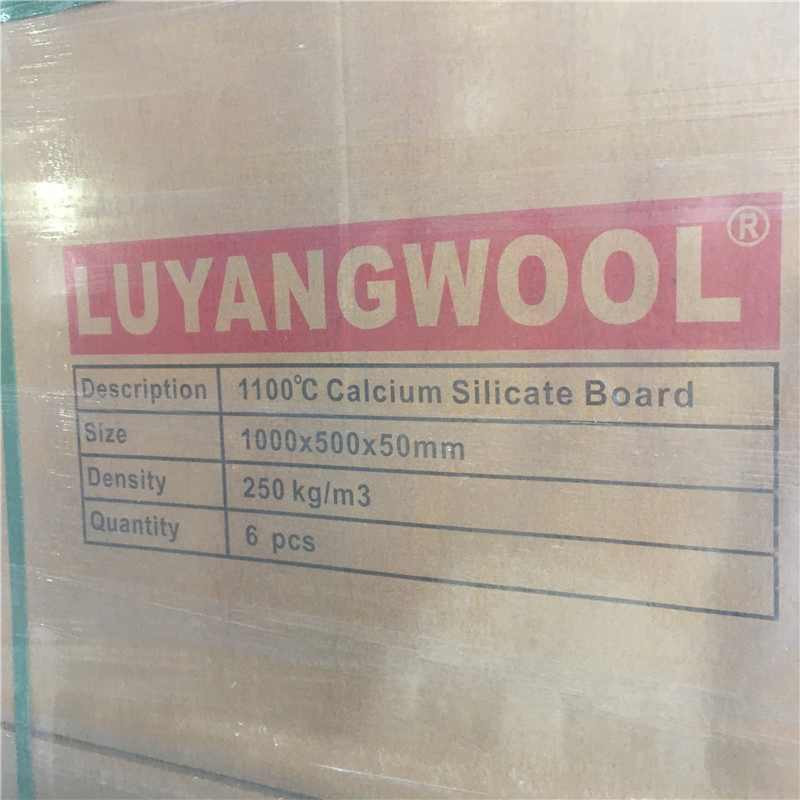 LUYANGWOOL®
Description 1100℃ Calcium Silicate Board
Size 1000x500x50mm
Density 250 kg/m3
Quantity 6 pcs